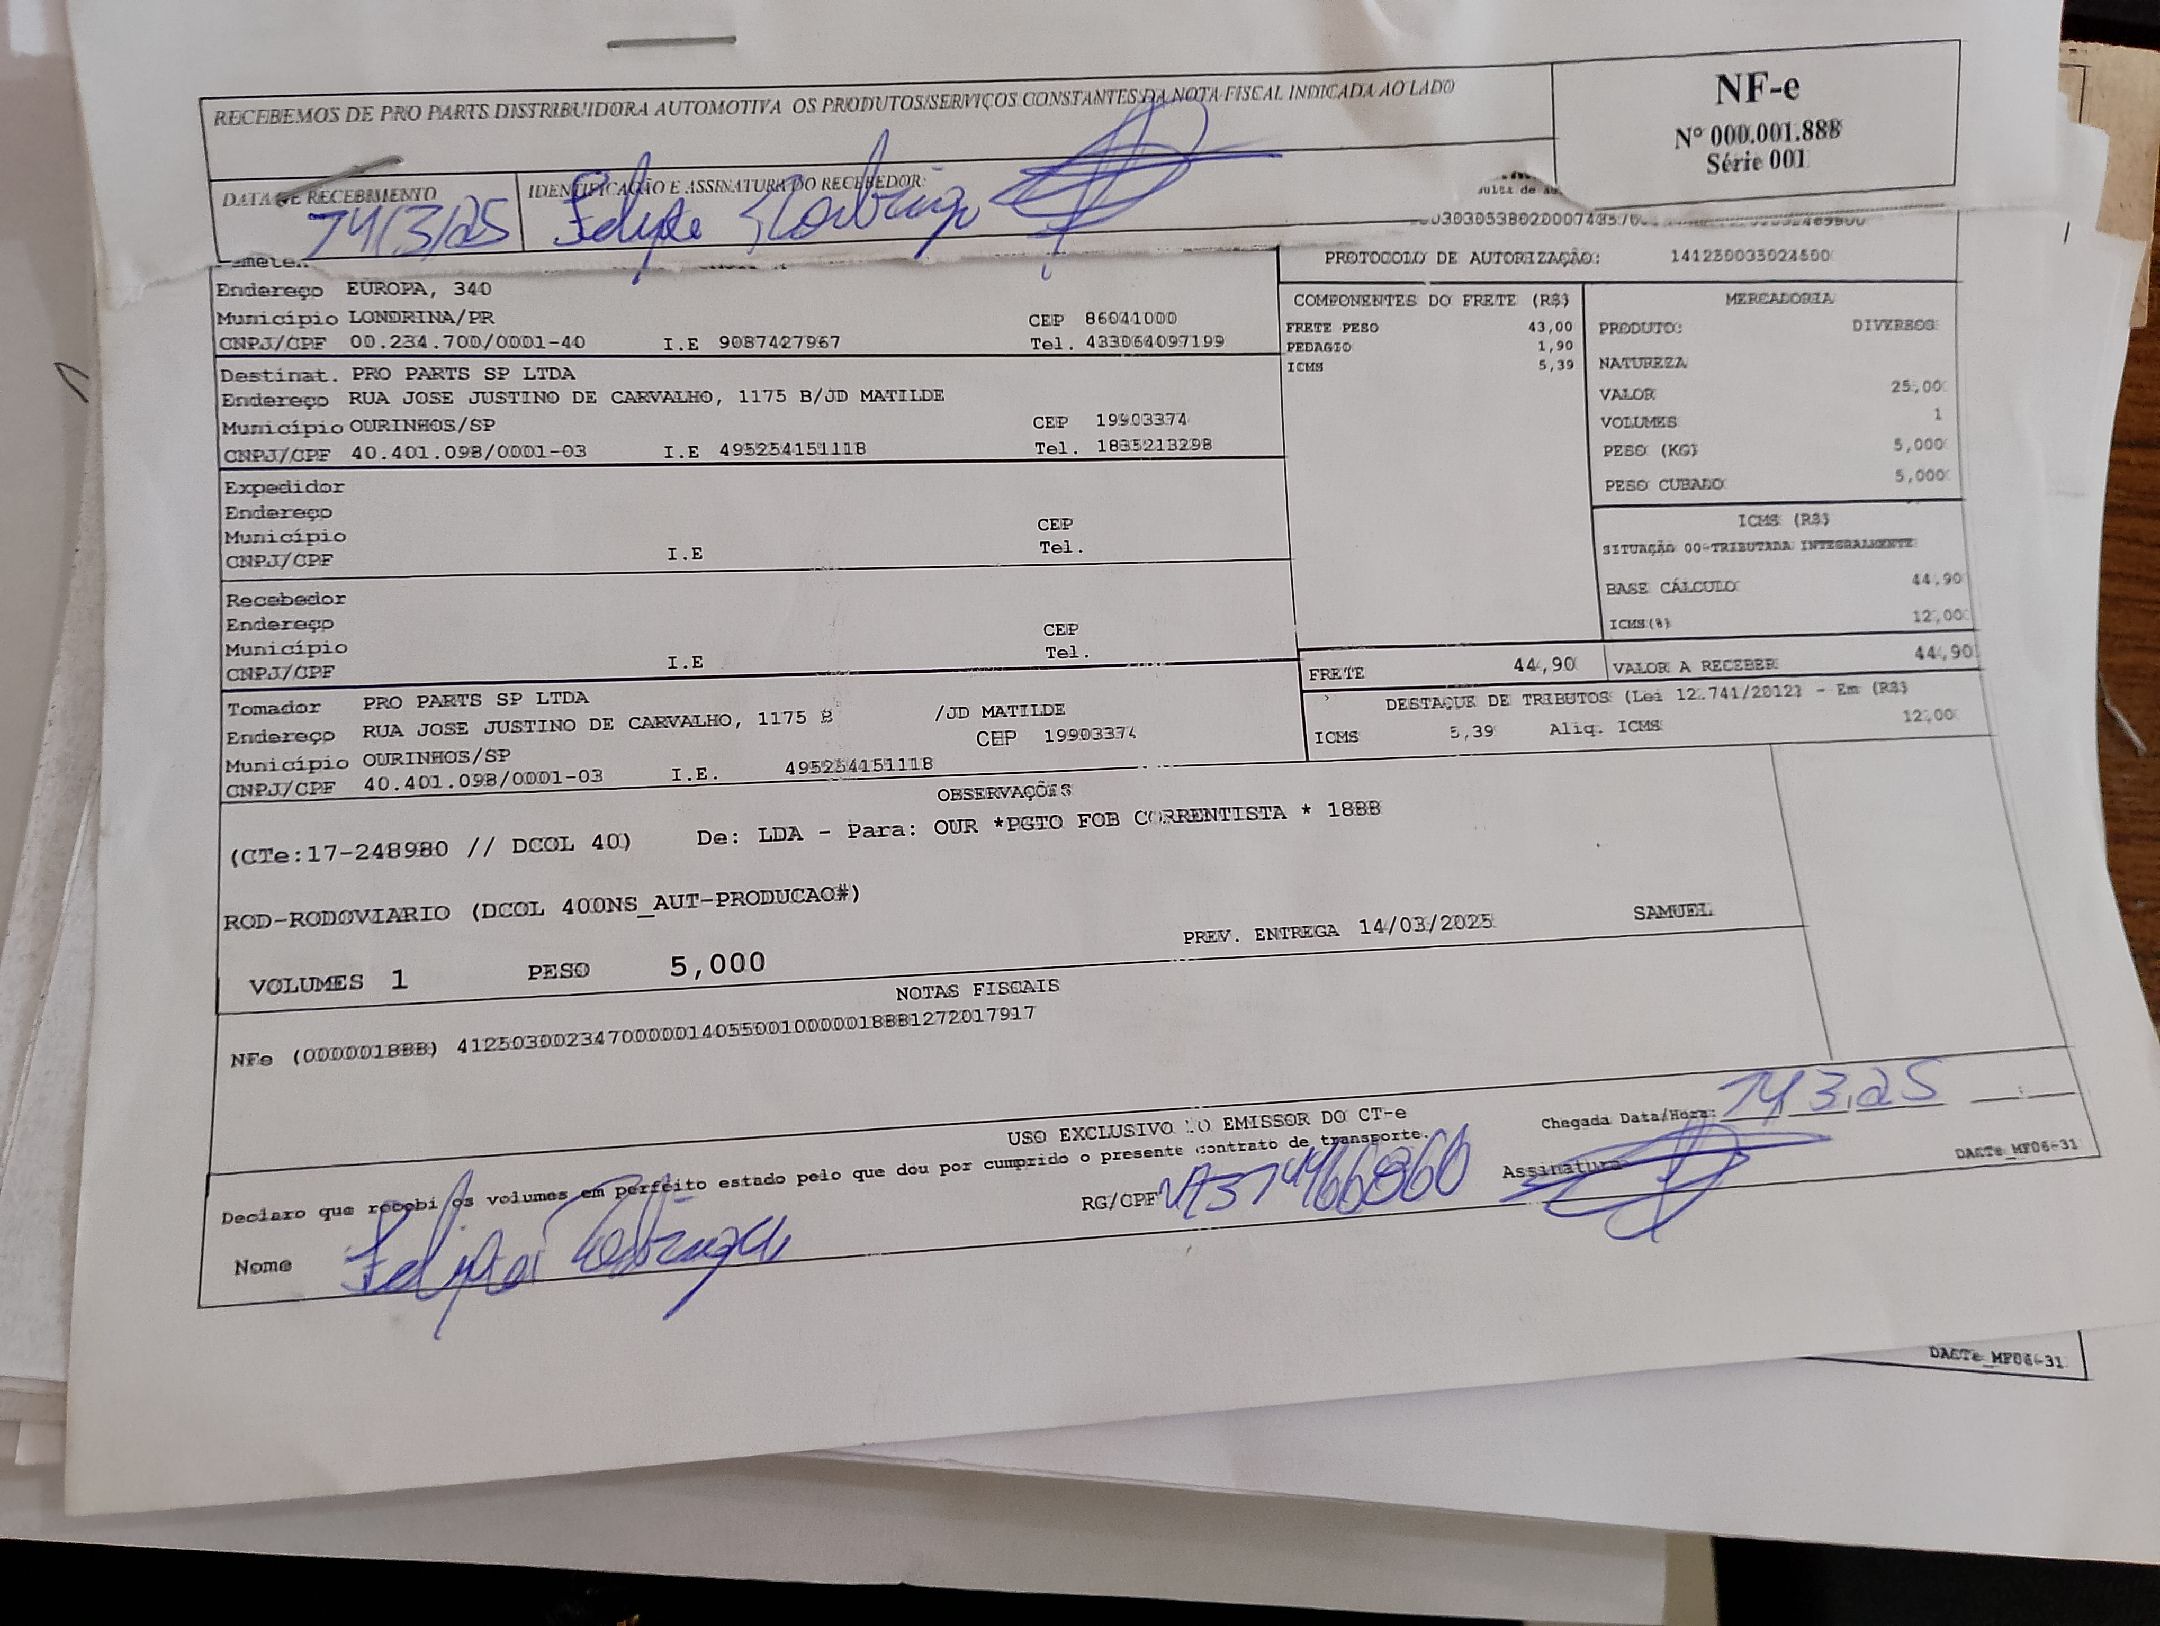 RECEBEMOS DE PRO PARTS DISTRIBUIDORA AUTOMOTIVA OS PRODUTOS/SERVIÇOS CONSTANTES DA NOTA FISCAL INDICADA AO LADO
NF-e
Nº 000.001.888
Série 001
DATA DE RECEBIMENTO
14/3/25
IDENTIFICAÇÃO E ASSINATURA DO RECEBEDOR
Felipe Rodrigo
PROTOCOLO DE AUTORIZAÇÃO:
Endereço EUROPA, 340
Município LONDRINA/PR CEP 86041000
CNPJ/CPF 00.234.700/0001-40 I.E 9087427967 Tel. 433064097199
Destinat. PRO PARTS SP LTDA
Endereço RUA JOSE JUSTINO DE CARVALHO, 1175 B/JD MATILDE
Município OURINHOS/SP CEP 19903374
CNPJ/CPF 40.401.098/0001-03 I.E 495254151118 Tel. 1835213298
Expedidor
Endereço
Município CEP
CNPJ/CPF I.E Tel.
Recebedor
Endereço
Município CEP
CNPJ/CPF I.E Tel.
Tomador PRO PARTS SP LTDA
Endereço RUA JOSE JUSTINO DE CARVALHO, 1175 B /JD MATILDE
Município OURINHOS/SP CEP 19903374
CNPJ/CPF 40.401.098/0001-03 I.E. 495254151118
COMPONENTES DO FRETE (R$)
FRETE PESO 43,00
PEDAGIO 1,90
ICMS 5,39
MERCADORIA
PRODUTO: DIVERSOS
NATUREZA
VALOR 25,00
VOLUMES 1
PESO (KG) 5,000
PESO CUBADO 5,000
ICMS (R$)
SITUAÇÃO 00-TRIBUTADA INTEGRALMENTE
BASE CÁLCULO 44,90
ICMS(%) 12,00
FRETE 44,90 VALOR A RECEBER 44,90
DESTAQUE DE TRIBUTOS (Lei 12.741/2012) - Em (R$)
ICMS 5,39 Aliq. ICMS 12,00
OBSERVAÇÕES
(CTe:17-248980 // DCOL 40) De: LDA - Para: OUR *PGTO FOB CORRENTISTA * 1888
ROD-RODOVIARIO (DCOL 400NS_AUT-PRODUCAO#)
PREV. ENTREGA 14/03/2025 SAMUEL
VOLUMES 1 PESO 5,000
NOTAS FISCAIS
NFe (000001888) 41250300234700000140550010000018881272017917
USO EXCLUSIVO DO EMISSOR DO CT-e
Declaro que recebi os volumes em perfeito estado pelo que dou por cumprido o presente contrato de transporte.
Chegada Data/Hora: 14/3/25
Nome Felipe Rodrigo
RG/CPF
Assinatura
DACTe_MF06-31
DACTe_MF06-31